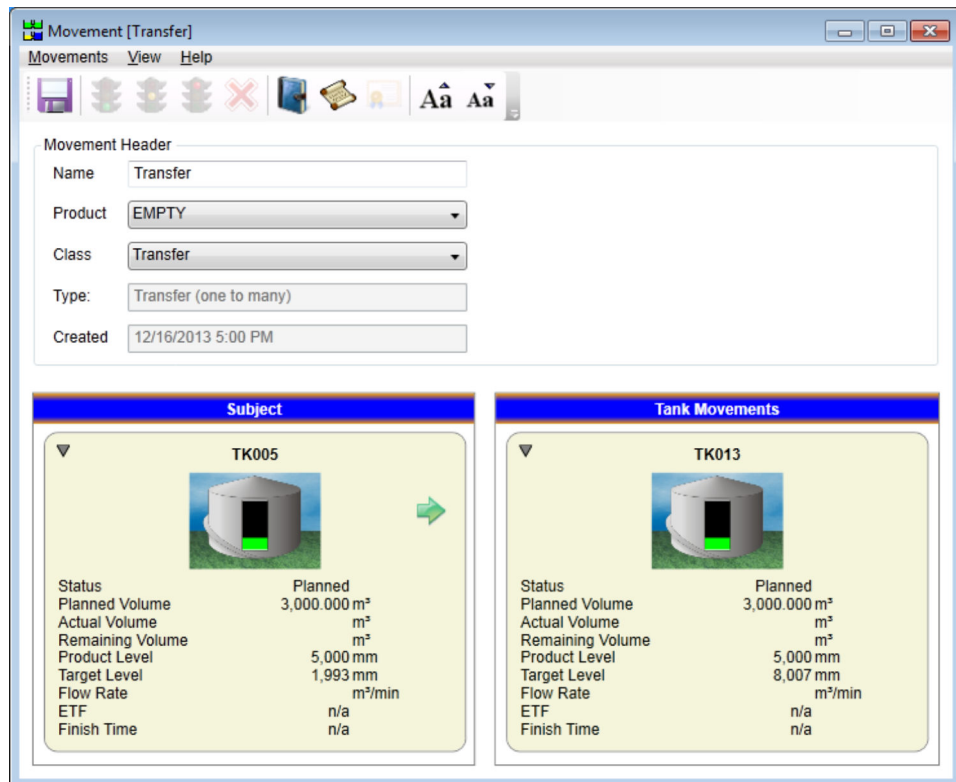 Movement [Transfer]
Movements View Help
Aa Aa
Movement Header
Name Transfer
Product EMPTY
Class Transfer
Type: Transfer (one to many)
Created 12/16/2013 5:00 PM
Subject
TK005
Status Planned
Planned Volume 3,000.000 m³
Actual Volume m³
Remaining Volume m³
Product Level 5,000 mm
Target Level 1,993 mm
Flow Rate m³/min
ETF n/a
Finish Time n/a
Tank Movements
TK013
Status Planned
Planned Volume 3,000.000 m³
Actual Volume m³
Remaining Volume m³
Product Level 5,000 mm
Target Level 8,007 mm
Flow Rate m³/min
ETF n/a
Finish Time n/a